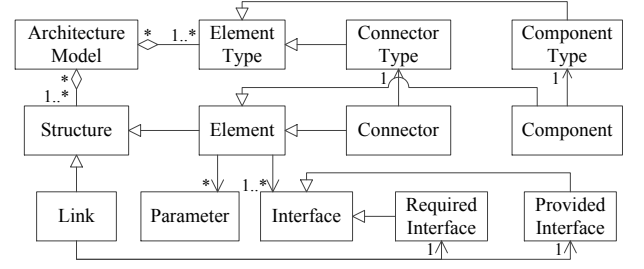 Architecture
Model
*
1..*
Element
Type
Connector
Type
Component
Type
*
1..*
1
1
Structure
Element
Connector
Component
*
1..*
Link
Parameter
Interface
Required
Interface
Provided
Interface
1
1